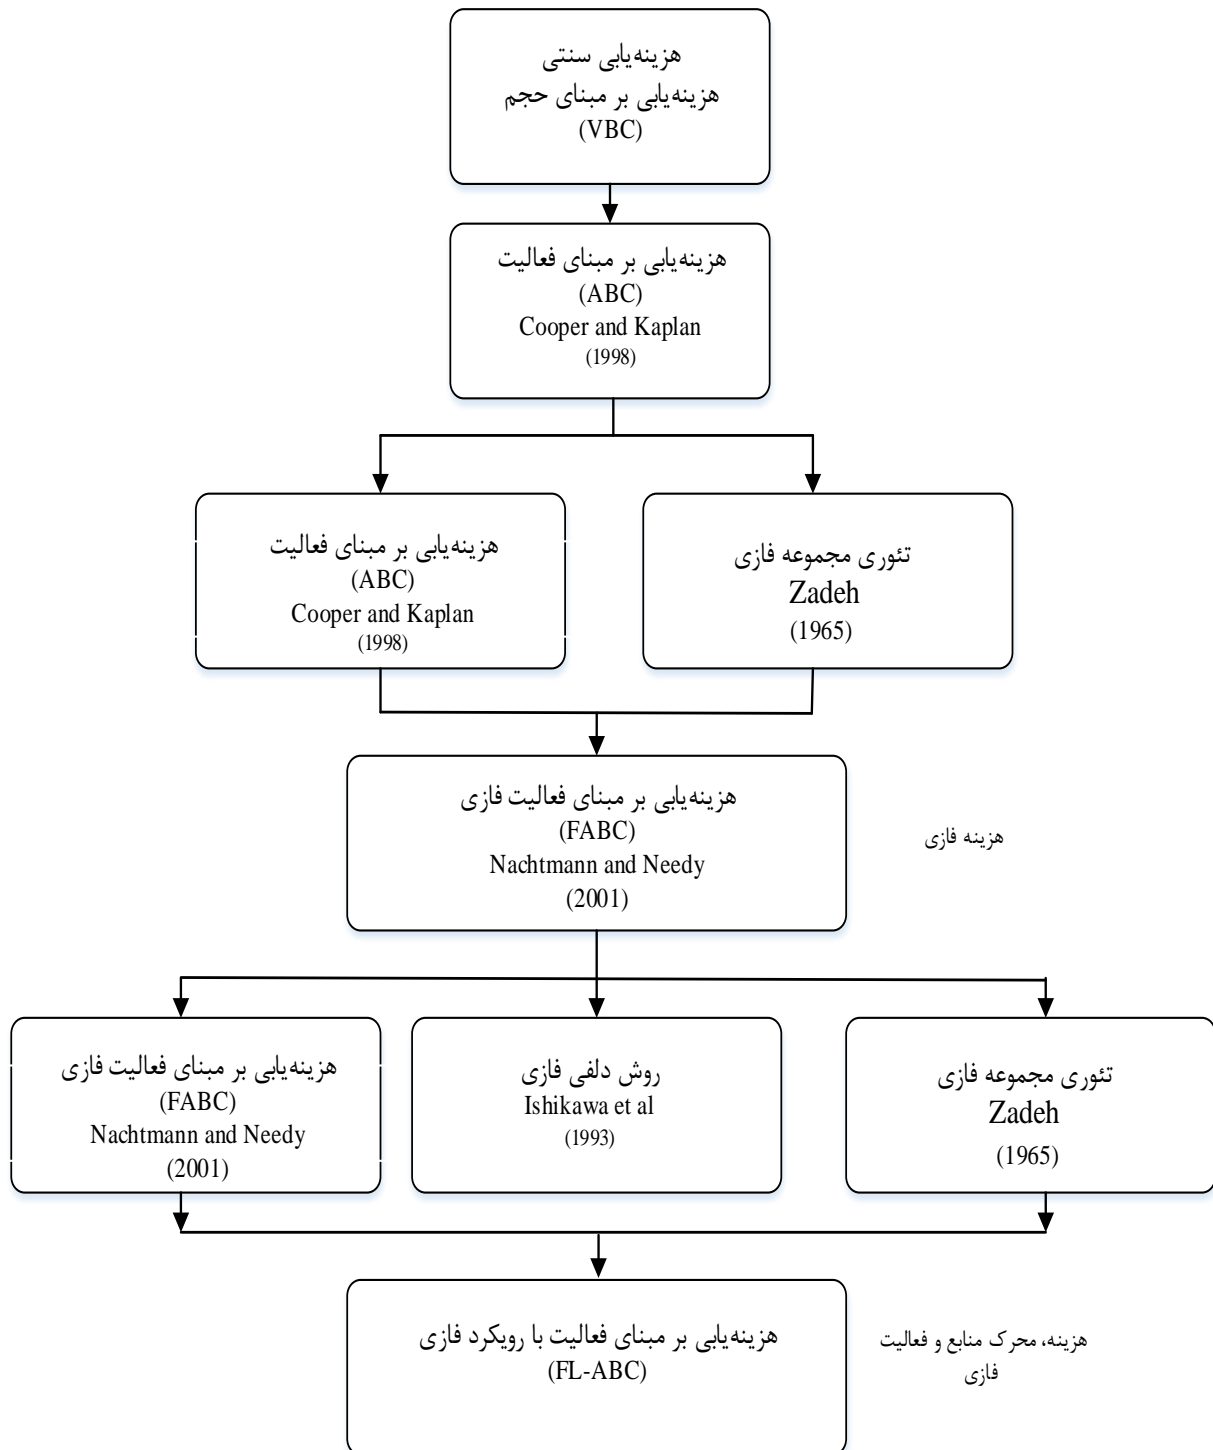 هزینه‌یابی سنتی
هزینه‌یابی بر مبنای حجم
(VBC)
هزینه‌یابی بر مبنای فعالیت
(ABC)
Cooper and Kaplan
(1998)
هزینه‌یابی بر مبنای فعالیت
(ABC)
Cooper and Kaplan
(1998)
تئوری مجموعه فازی
Zadeh
(1965)
هزینه‌یابی بر مبنای فعالیت فازی
(FABC)
Nachtmann and Needy
(2001)
هزینه فازی
هزینه‌یابی بر مبنای فعالیت فازی
(FABC)
Nachtmann and Needy
(2001)
روش دلفی فازی
Ishikawa et al
(1993)
تئوری مجموعه فازی
Zadeh
(1965)
هزینه‌یابی بر مبنای فعالیت با رویکرد فازی
(FL-ABC)
هزینه، محرک منابع و فعالیت
فازی